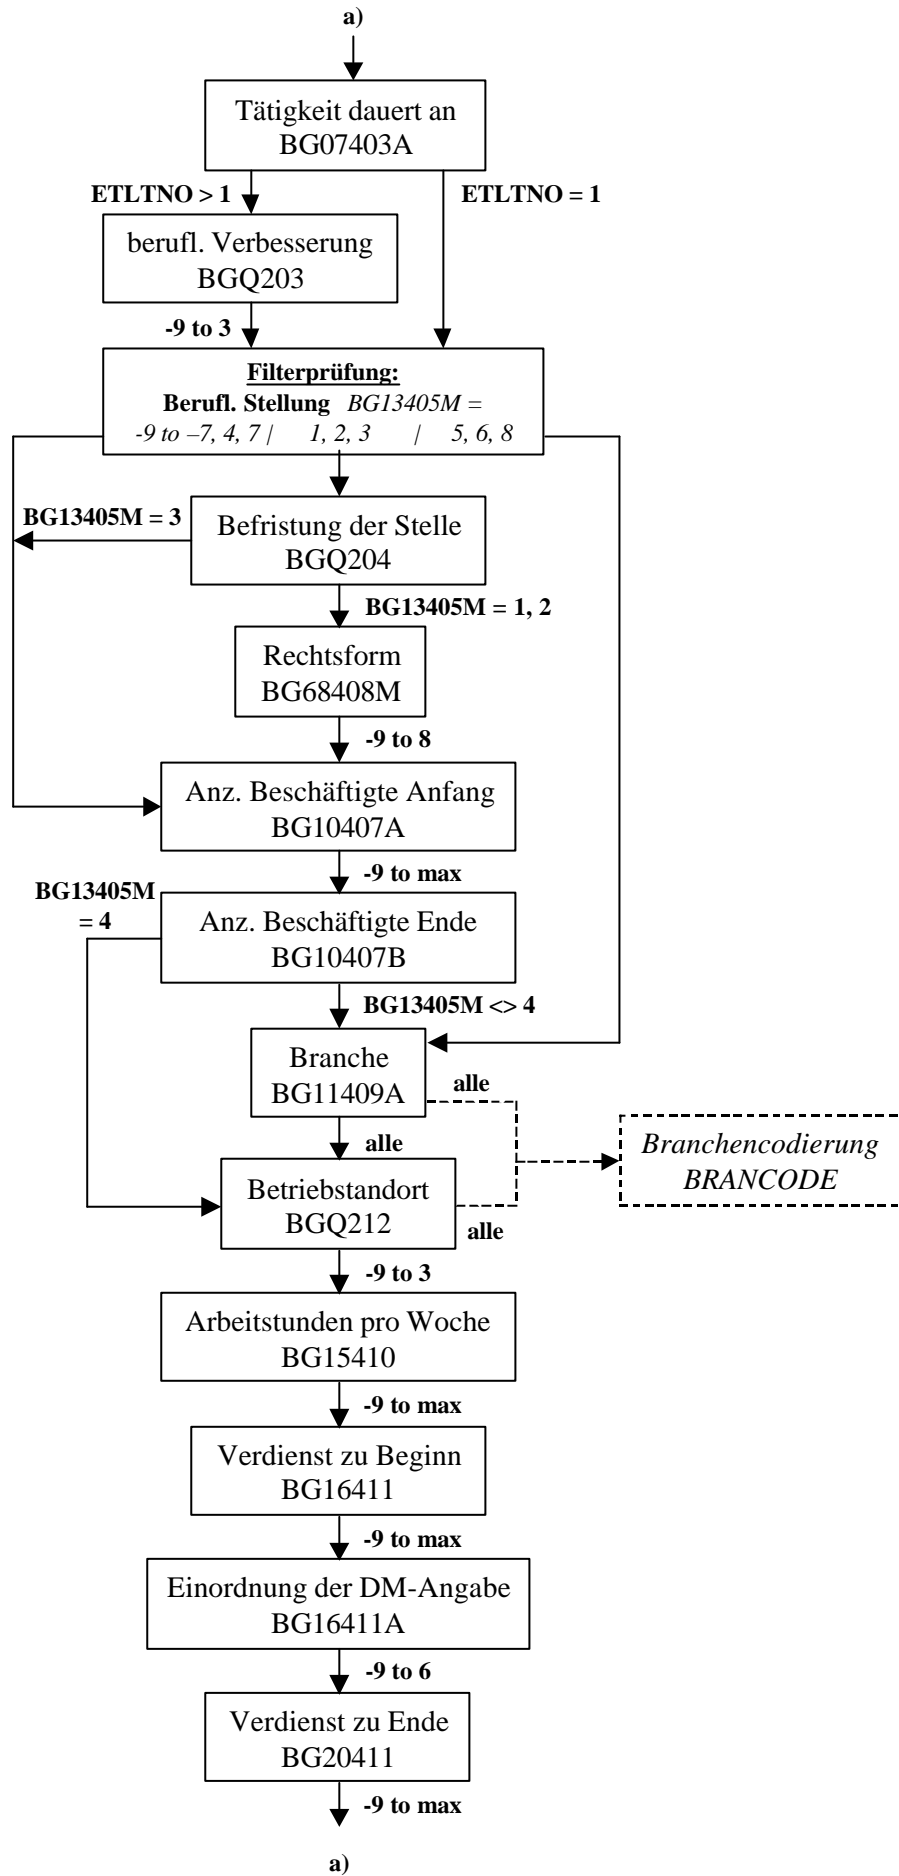 a)
Tätigkeit dauert an
BG07403A
ETLTNO > 1
ETLTNO = 1
berufl. Verbesserung
BGQ203
-9 to 3
Filterprüfung:
Berufl. Stellung BG13405M =
-9 to –7, 4, 7 | 1, 2, 3 | 5, 6, 8
BG13405M = 3
Befristung der Stelle
BGQ204
BG13405M = 1, 2
Rechtsform
BG68408M
-9 to 8
Anz. Beschäftigte Anfang
BG10407A
-9 to max
BG13405M
= 4
Anz. Beschäftigte Ende
BG10407B
BG13405M <> 4
Branche
BG11409A
alle
alle
Branchencodierung
BRANCODE
Betriebstandort
BGQ212
alle
-9 to 3
Arbeitstunden pro Woche
BG15410
-9 to max
Verdienst zu Beginn
BG16411
-9 to max
Einordnung der DM-Angabe
BG16411A
-9 to 6
Verdienst zu Ende
BG20411
-9 to max
a)